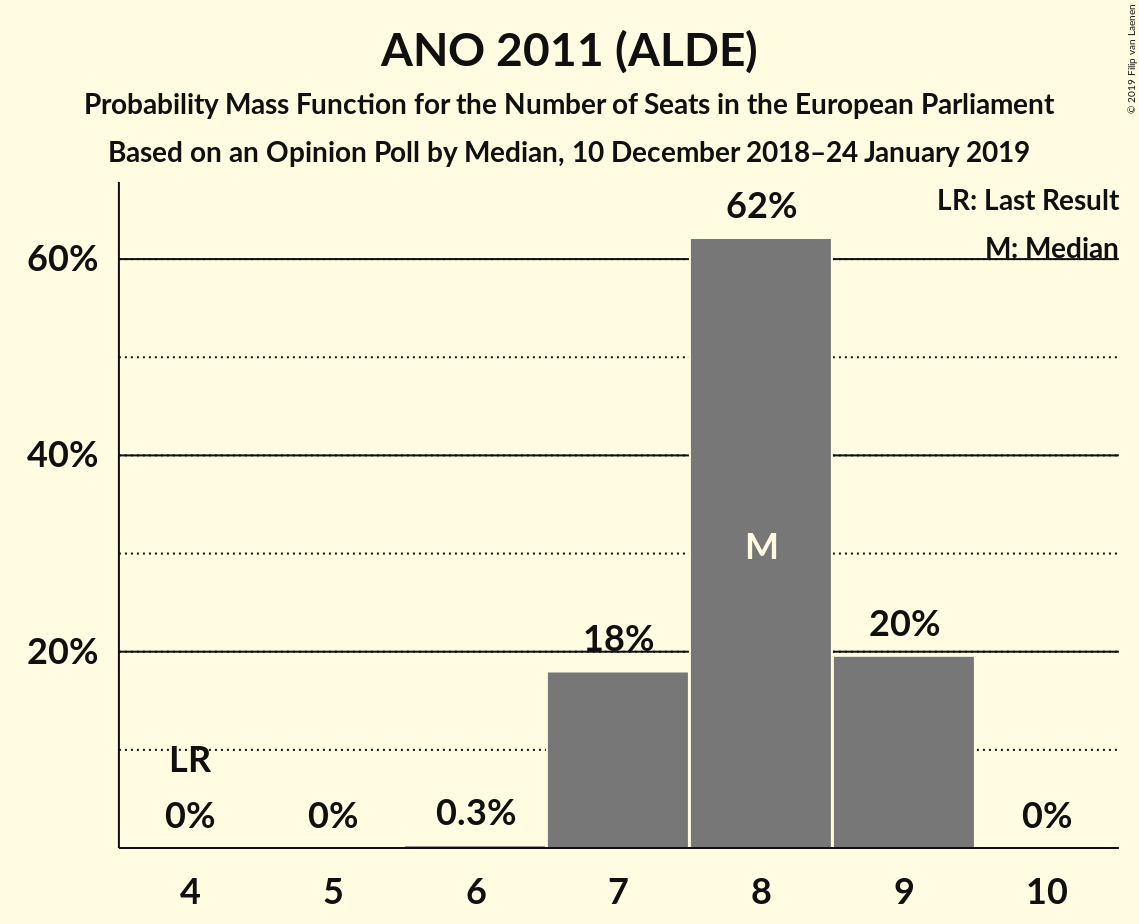 ANO 2011 (ALDE)
Probability Mass Function for the Number of Seats in the European Parliament
Based on an Opinion Poll by Median, 10 December 2018–24 January 2019
© 2019 Filip van Laenen
LR: Last Result
M: Median
60%
40%
20%
LR
0%
0%
0.3%
18%
62%
M
20%
0%
4 5 6 7 8 9 10